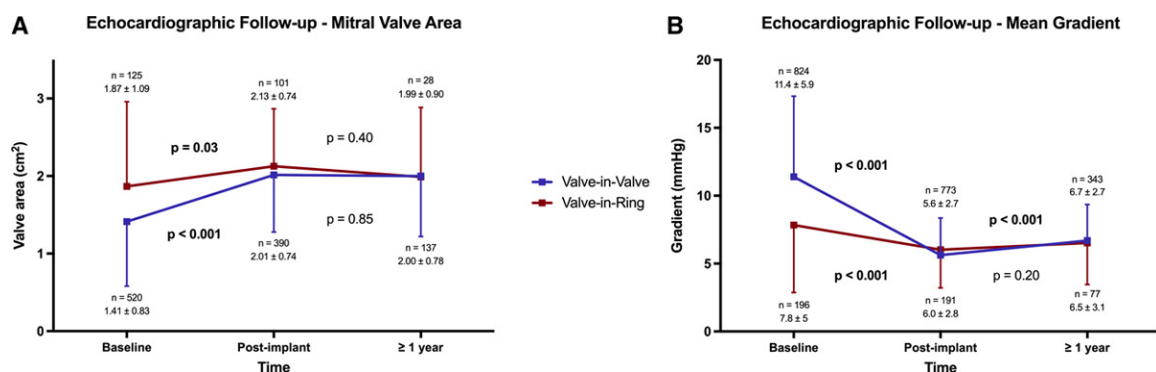 A
Echocardiographic Follow-up - Mitral Valve Area
Valve area (cm²)
3
2
1
0
n = 125
1.87 ± 1.09
n = 101
2.13 ± 0.74
n = 28
1.99 ± 0.90
p = 0.03
p = 0.40
p < 0.001
p = 0.85
n = 520
1.41 ± 0.83
n = 390
2.01 ± 0.74
n = 137
2.00 ± 0.78
Baseline
Post-implant
≥ 1 year
Time
Valve-in-Valve
Valve-in-Ring
B
Echocardiographic Follow-up - Mean Gradient
Gradient (mmHg)
20
15
10
5
0
n = 824
11.4 ± 5.9
p < 0.001
n = 773
5.6 ± 2.7
p < 0.001
n = 343
6.7 ± 2.7
p < 0.001
p = 0.20
n = 196
7.8 ± 5
n = 191
6.0 ± 2.8
n = 77
6.5 ± 3.1
Baseline
Post-implant
≥ 1 year
Time